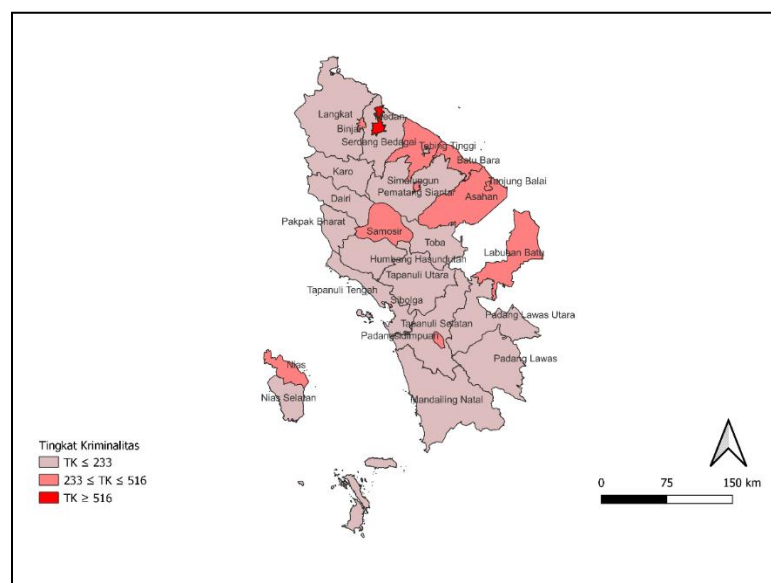 Langkat
Medan
Binjai
Serdang Bedagai
Tebing Tinggi
Batu Bara
Karo
Simalungun
Tanjung Balai
Pematang Siantar
Asahan
Dairi
Pakpak Bharat
Samosir
Toba
Labuhan Batu
Humbang Hasundutan
Tapanuli Utara
Tapanuli Tengah
Sibolga
Padang Lawas Utara
Tapanuli Selatan
Padangsidimpuan
Padang Lawas
Nias
Mandailing Natal
Nias Selatan
Tingkat Kriminalitas
TK ≤ 233
233 ≤ TK ≤ 516
TK ≥ 516
0 75 150 km